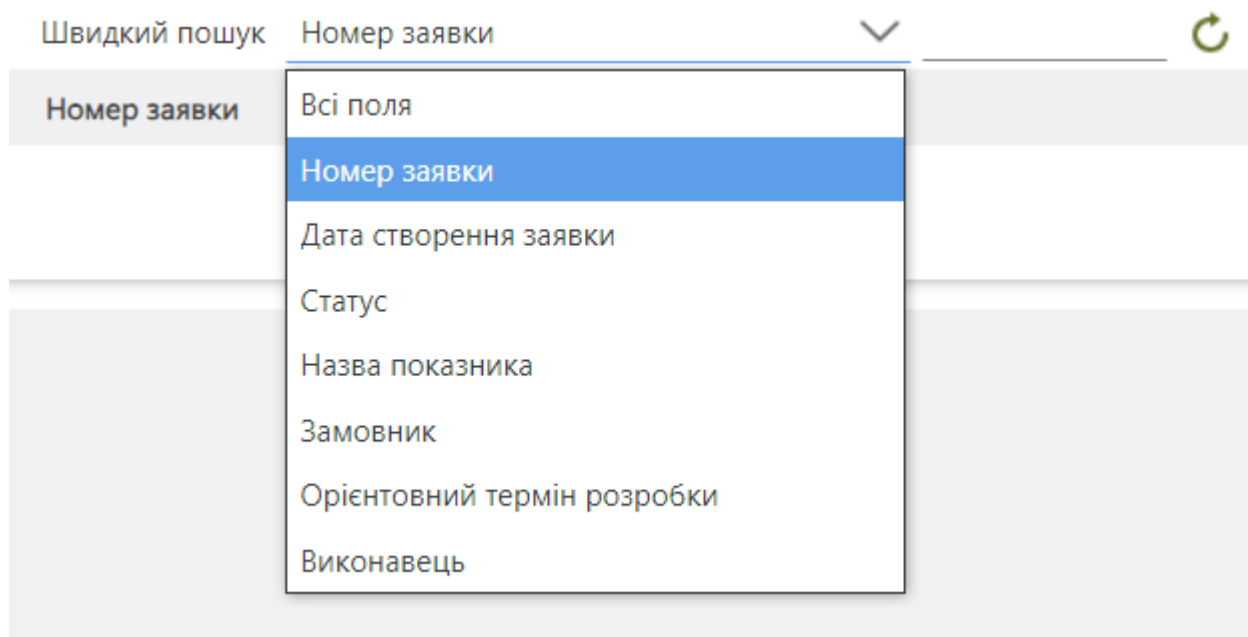 Швидкий пошук Номер заявки
Номер заявки
Всі поля
Номер заявки
Дата створення заявки
Статус
Назва показника
Замовник
Орієнтовний термін розробки
Виконавець